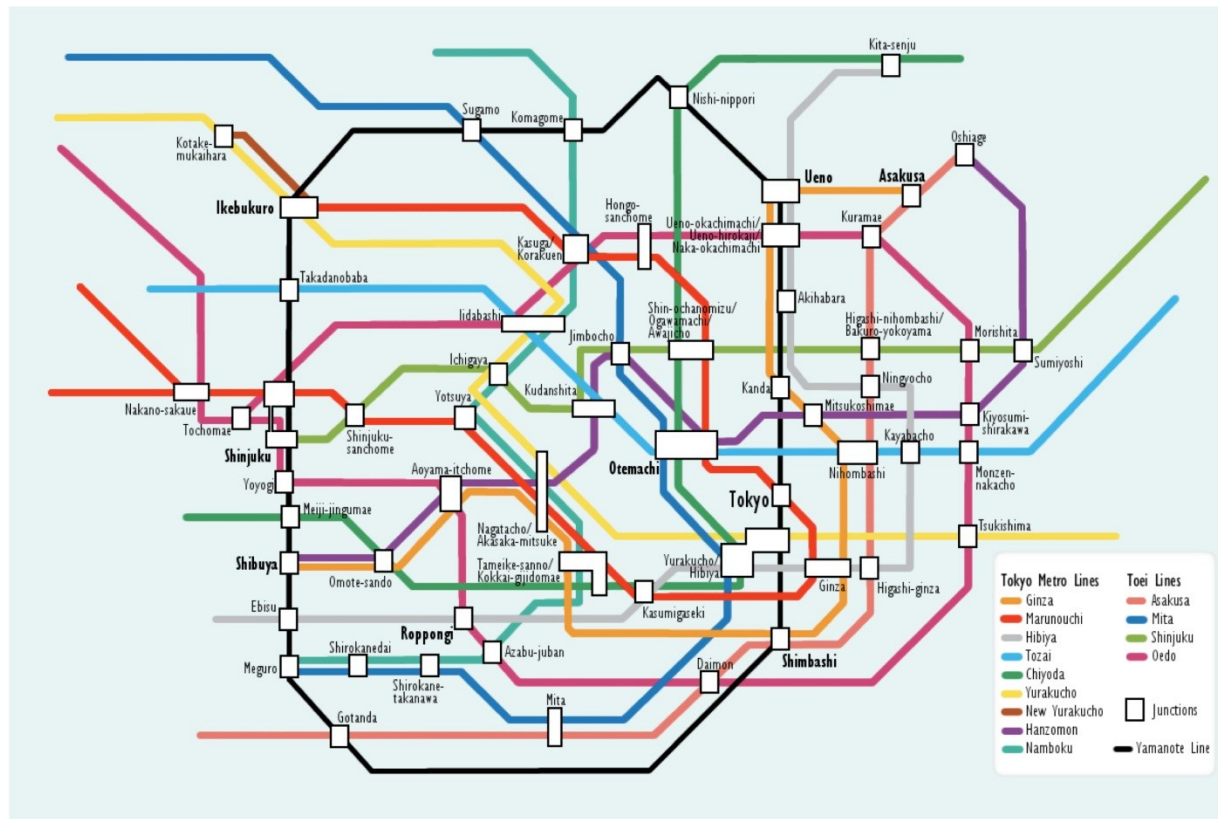 Kita-senju
Nishi-nippori
Sugamo
Komagome
Kotake-
mukaihara
Oshiage
Ueno
Asakusa
Ikebukuro
Hongo-
sanchome
Ueno-okachimachi/
Ueno-hirokaji/
Naka-okachimachi
Kuramae
Kasuga/
Korakuen
Takadanobaba
Akihabara
Iidabashi
Shin-ochanomizu/
Ogawamachi/
Awajicho
Higashi-nihombashi/
Bakuro-yokoyama
Jimbocho
Morishita
Sumiyoshi
Ichigaya
Kudanshita
Kanda
Ningyocho
Nakano-sakaue
Yotsuya
Mitsukoshimae
Tochomae
Shinjuku-
sanchome
Kiyosumi-
shirakawa
Kayabacho
Shinjuku
Otemachi
Nihombashi
Monzen-
nakacho
Aoyama-itchome
Yoyogi
Tokyo
Meiji-jingumae
Nagatacho/
Akasaka-mitsuke
Tsukishima
Shibuya
Omote-sando
Tameike-sanno/
Kokkai-gijidomae
Yurakucho/
Hibiya
Ginza
Higashi-ginza
Kasumigaseki
Ebisu
Roppongi
Shimbashi
Meguro
Shirokanedai
Shirokane-
takanawa
Azabu-juban
Daimon
Mita
Gotanda
Tokyo Metro Lines
Ginza
Marunouchi
Hibiya
Tozai
Chiyoda
Yurakucho
New Yurakucho
Hanzomon
Namboku
Toei Lines
Asakusa
Mita
Shinjuku
Oedo
Junctions
Yamanote Line